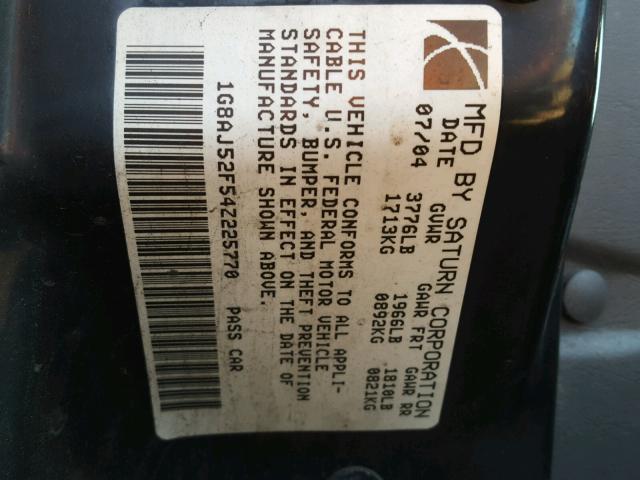 MFD BY SATURN CORPORATION
DATE GVWR GAWR FRT GAWR RR
07/04 3776LB 1966LB 1810LB
1713KG 0892KG 0821KG
THIS VEHICLE CONFORMS TO ALL APPLI-
CABLE U.S. FEDERAL MOTOR VEHICLE
SAFETY, BUMPER, AND THEFT PREVENTION
STANDARDS IN EFFECT ON THE DATE OF
MANUFACTURE SHOWN ABOVE.
1G8AJ52F54Z225770 PASS CAR